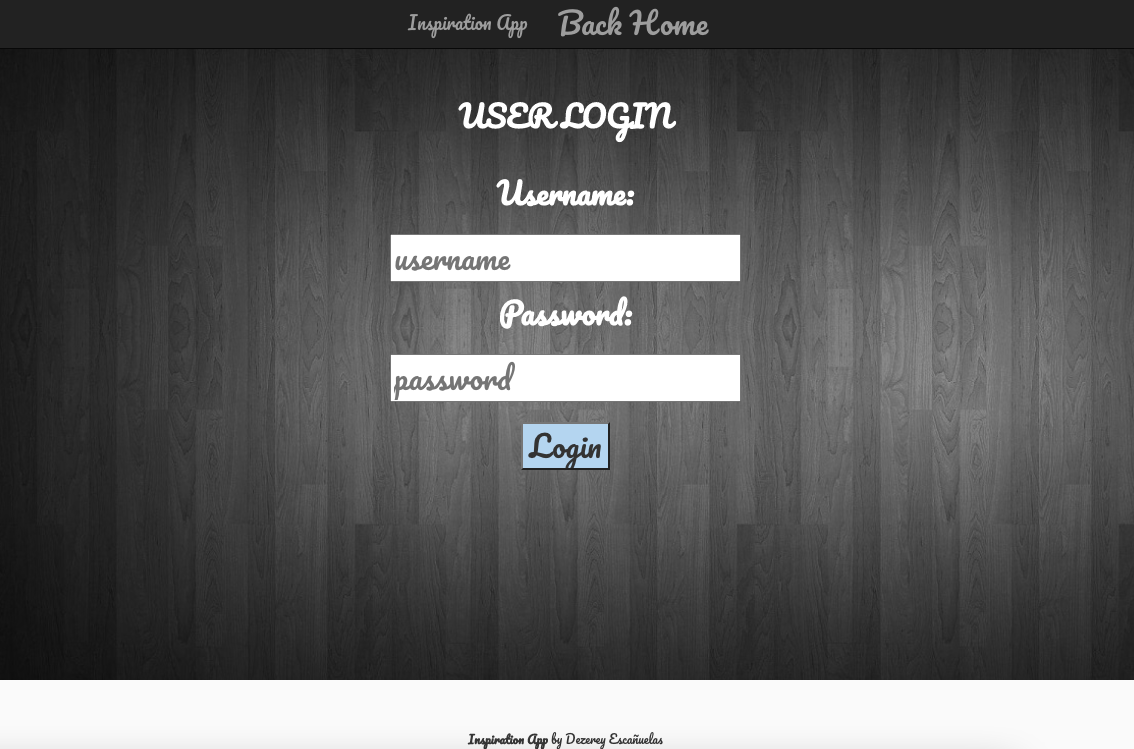 Inspiration App Back Home
USER LOGIN
Username:
username
Password:
password
Login
Inspiration App by Dezerey Escañuelas